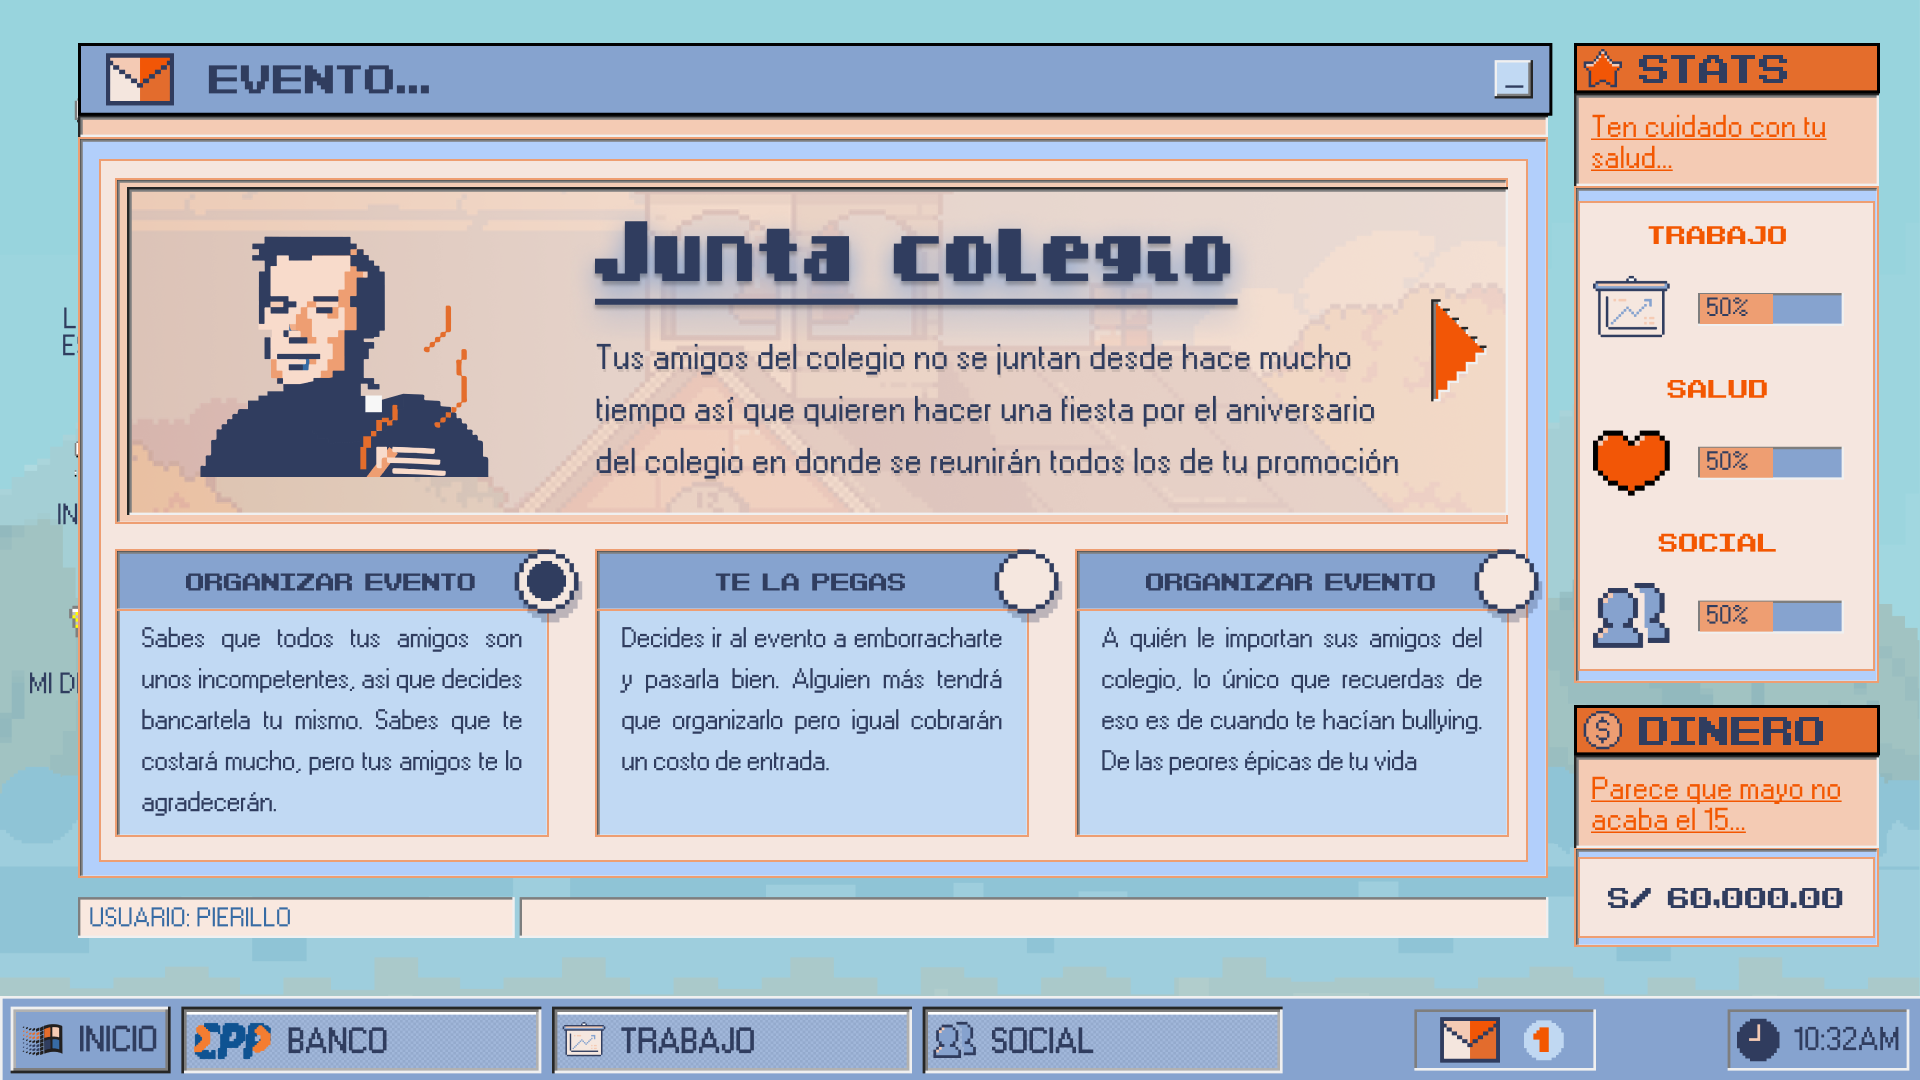 EVENTO...
Junta colegio
Tus amigos del colegio no se juntan desde hace mucho
tiempo así que quieren hacer una fiesta por el aniversario
del colegio en donde se reunirán todos los de tu promoción
ORGANIZAR EVENTO
Sabes que todos tus amigos son
unos incompetentes, asi que decides
bancartela tu mismo. Sabes que te
costará mucho, pero tus amigos te lo
agradecerán.
TE LA PEGAS
Decides ir al evento a emborracharte
y pasarla bien. Alguien más tendrá
que organizarlo pero igual cobrarán
un costo de entrada.
ORGANIZAR EVENTO
A quién le importan sus amigos del
colegio, lo único que recuerdas de
eso es de cuando te hacían bullying.
De las peores épicas de tu vida
USUARIO: PIERILLO
STATS
Ten cuidado con tu
salud...
TRABAJO
50%
SALUD
50%
SOCIAL
50%
DINERO
Parece que mayo no
acaba el 15...
S/ 60,000.00
IN
MI DI
INICIO
BANCO
TRABAJO
SOCIAL
1
10:32AM